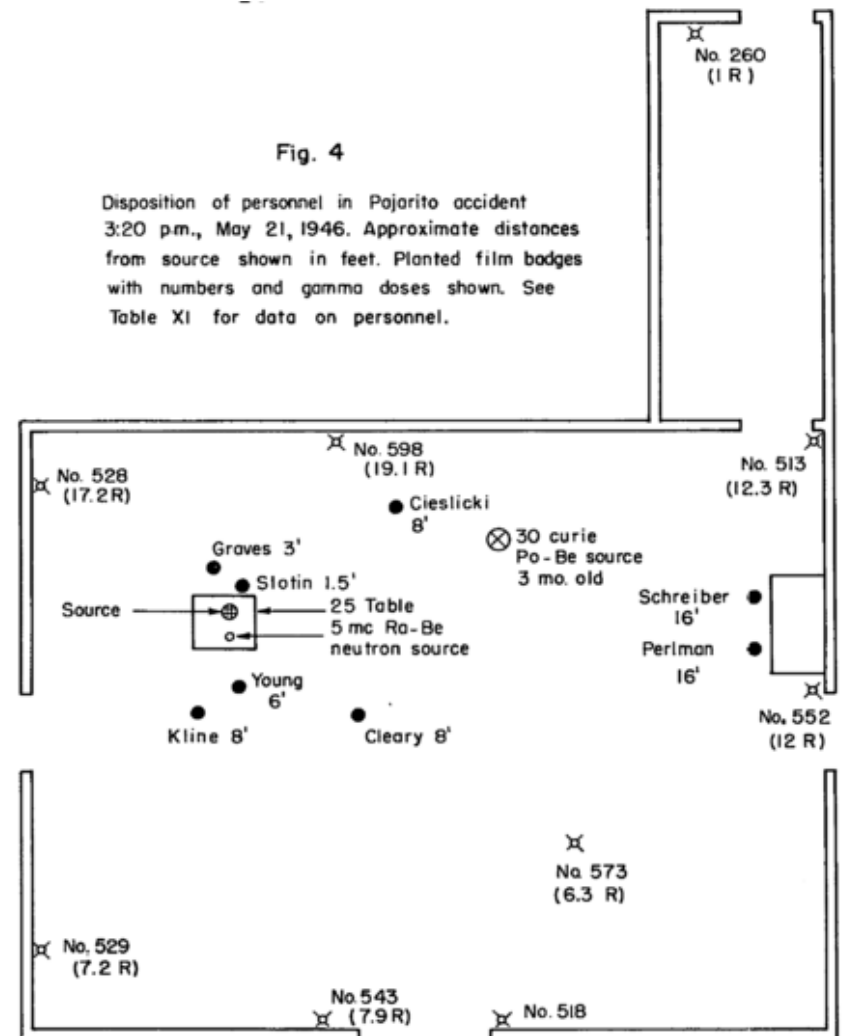 No. 260
(1 R)
Fig. 4
Disposition of personnel in Pajarito accident
3:20 p.m., May 21, 1946. Approximate distances
from source shown in feet. Planted film badges
with numbers and gamma doses shown. See
Table XI for data on personnel.
No. 528
(17.2R)
No. 598
(19.1 R)
No. 513
(12.3 R)
Cieslicki
8'
30 curie
Po-Be source
3 mo. old
Graves 3'
Slotin 1.5'
Source
25 Table
5 mc Ra-Be
neutron source
Schreiber
16'
Perlman
16'
Young
6'
Kline 8'
Cleary 8'
No. 552
(12 R)
No. 573
(6.3 R)
No. 529
(7.2 R)
No. 543
(7.9 R)
No. 518